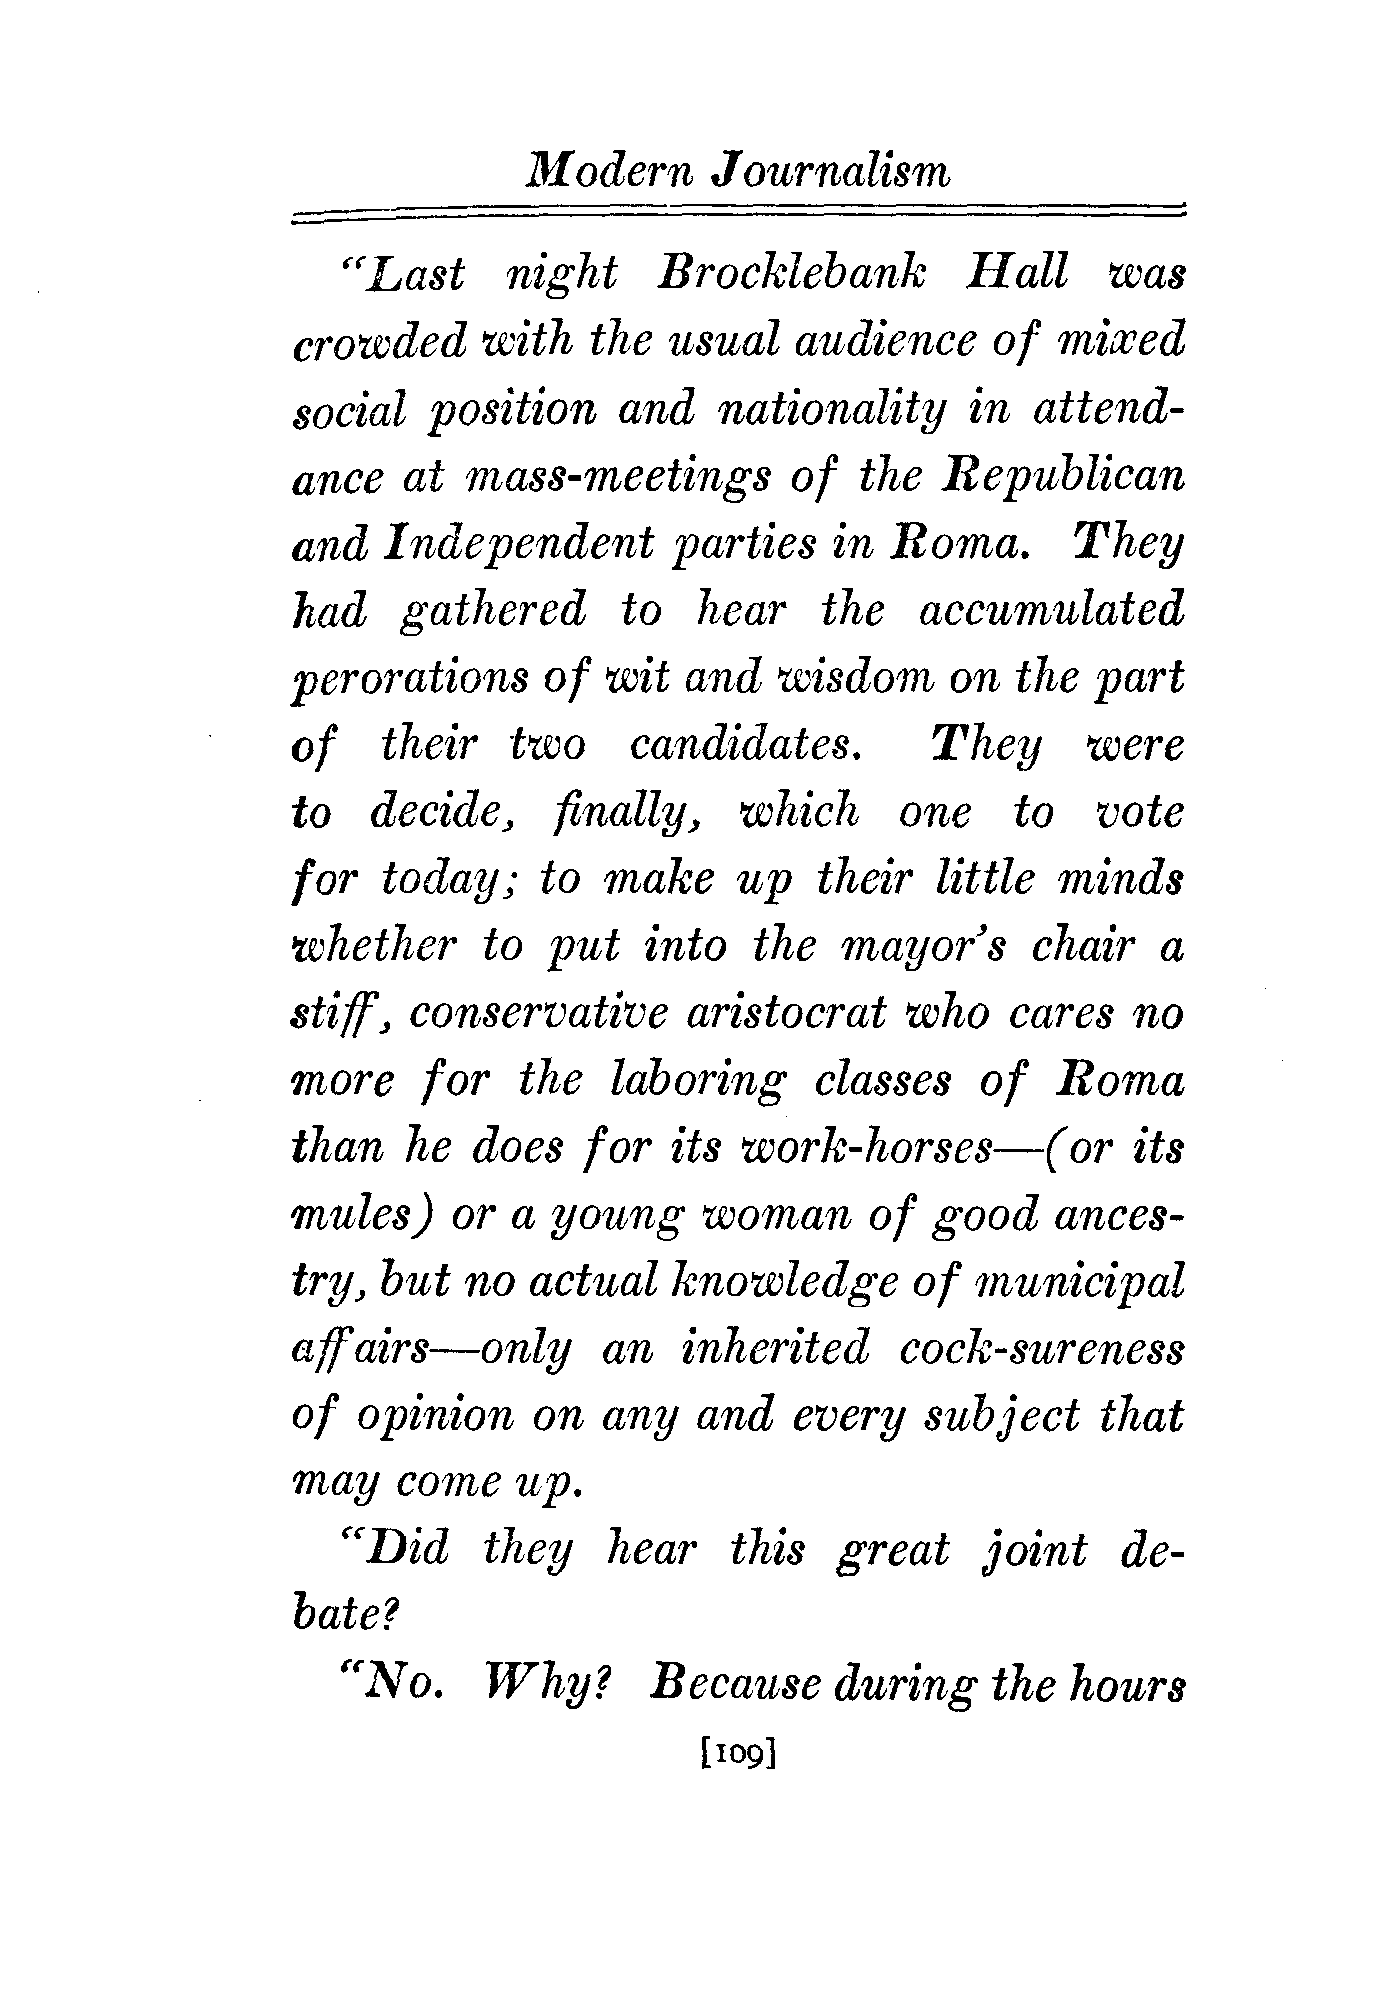 Modern Journalism
“Last night Brocklebank Hall was
crowded with the usual audience of mixed
social position and nationality in attend-
ance at mass-meetings of the Republican
and Independent parties in Roma. They
had gathered to hear the accumulated
perorations of wit and wisdom on the part
of their two candidates. They were
to decide, finally, which one to vote
for today; to make up their little minds
whether to put into the mayor’s chair a
stiff, conservative aristocrat who cares no
more for the laboring classes of Roma
than he does for its work-horses—(or its
mules) or a young woman of good ances-
try, but no actual knowledge of municipal
affairs—only an inherited cock-sureness
of opinion on any and every subject that
may come up.
“Did they hear this great joint de-
bate?
“No. Why? Because during the hours
[109]